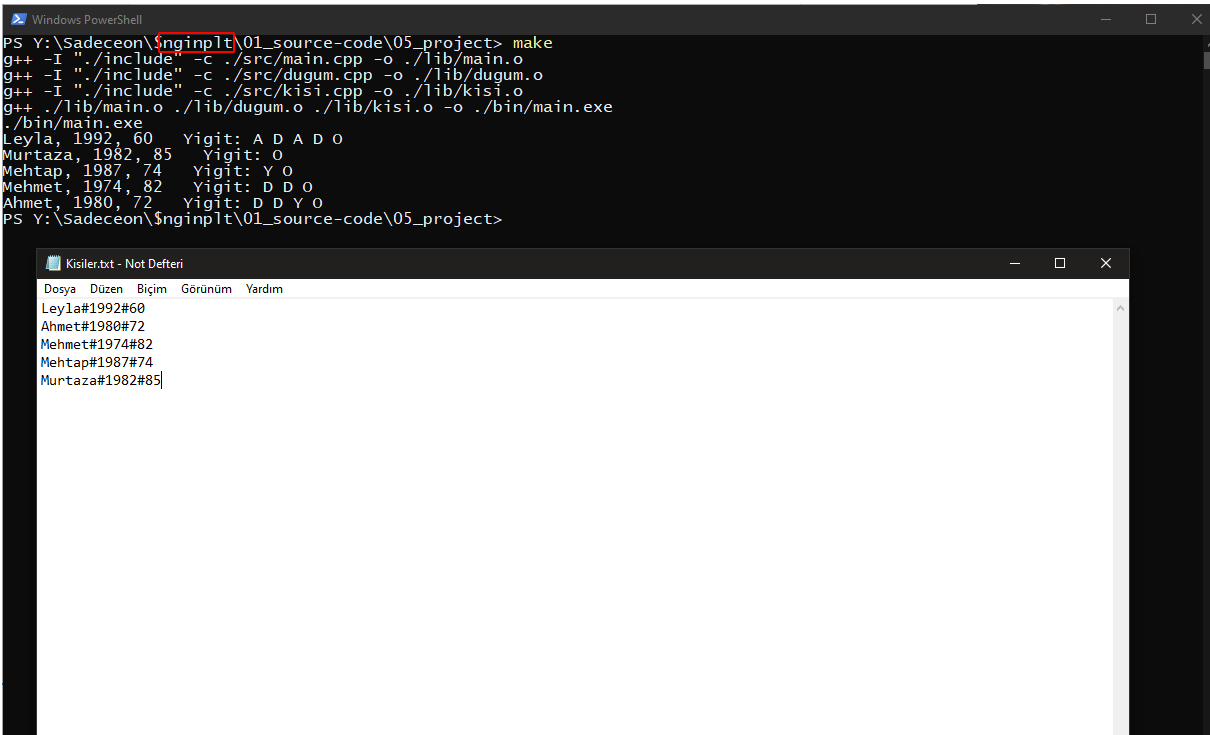 Windows PowerShell
PS Y:\Sadeceon\$nginplt\01_source-code\05_project> make
g++ -I "./include" -c ./src/main.cpp -o ./lib/main.o
g++ -I "./include" -c ./src/dugum.cpp -o ./lib/dugum.o
g++ -I "./include" -c ./src/kisi.cpp -o ./lib/kisi.o
g++ ./lib/main.o ./lib/dugum.o ./lib/kisi.o -o ./bin/main.exe
./bin/main.exe
Leyla, 1992, 60   Yigit: A D A D O
Murtaza, 1982, 85   Yigit: O
Mehtap, 1987, 74   Yigit: Y O
Mehmet, 1974, 82   Yigit: D D O
Ahmet, 1980, 72   Yigit: D D Y O
PS Y:\Sadeceon\$nginplt\01_source-code\05_project>
Kisiler.txt - Not Defteri
Dosya Düzen Biçim Görünüm Yardım
Leyla#1992#60
Ahmet#1980#72
Mehmet#1974#82
Mehtap#1987#74
Murtaza#1982#85